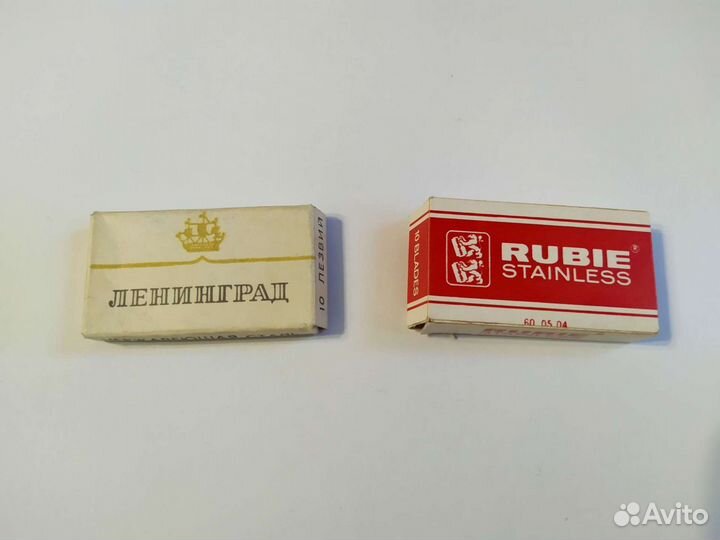 ЛЕНИНГРАД
10 ЛЕЗВИЙ
10 BLADES
RUBIE®
STAINLESS
60 05 04
Avito